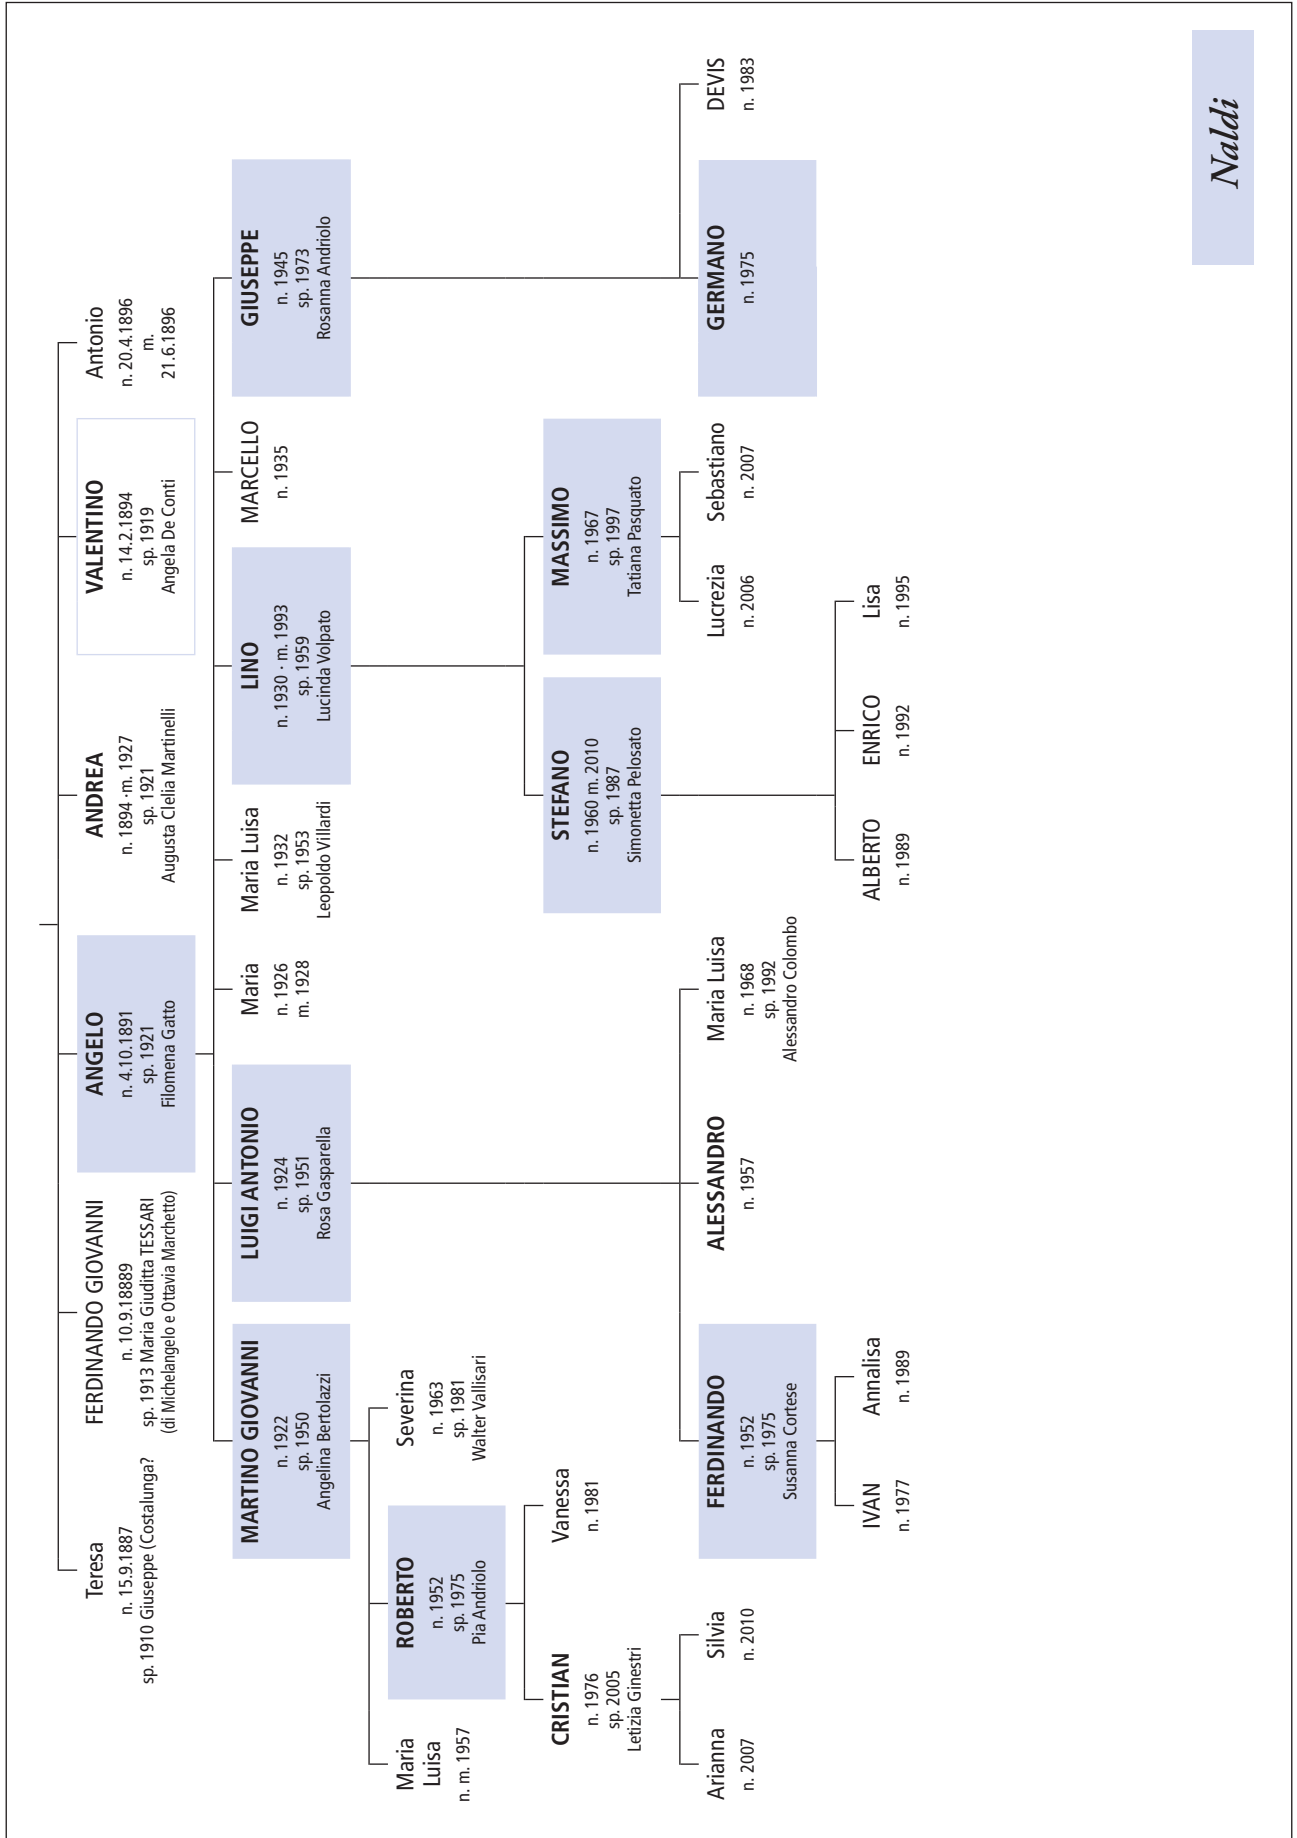 Teresa
n. 15.9.1887
sp. 1910 Giuseppe (Costalunga?
FERDINANDO GIOVANNI
n. 10.9.18889
sp. 1913 Maria Giuditta TESSARI
(di Michelangelo e Ottavia Marchetto)
ANGELO
n. 4.10.1891
sp. 1921
Filomena Gatto
ANDREA
n. 1894 -m. 1927
sp. 1921
Augusta Clelia Martinelli
VALENTINO
n. 14.2.1894
sp. 1919
Angela De Conti
Antonio
n. 20.4.1896
m.
21.6.1896
MARTINO GIOVANNI
n. 1922
sp. 1950
Angelina Bertolazzi
LUIGI ANTONIO
n. 1924
sp. 1951
Rosa Gasparella
Maria
n. 1926
m. 1928
Maria Luisa
n. 1932
sp. 1953
Leopoldo Villardi
LINO
n. 1930 - m. 1993
sp. 1959
Lucinda Volpato
MARCELLO
n. 1935
GIUSEPPE
n. 1945
sp. 1973
Rosanna Andriolo
Maria
Luisa
n. m. 1957
ROBERTO
n. 1952
sp. 1975
Pia Andriolo
Severina
n. 1963
sp. 1981
Walter Vallisari
CRISTIAN
n. 1976
sp. 2005
Letizia Ginestri
Vanessa
n. 1981
STEFANO
n. 1960 m. 2010
sp. 1987
Simonetta Pelosato
MASSIMO
n. 1967
sp. 1997
Tatiana Pasquato
Arianna
n. 2007
Silvia
n. 2010
FERDINANDO
n. 1952
sp. 1975
Susanna Cortese
ALESSANDRO
n. 1957
Maria Luisa
n. 1968
sp. 1992
Alessandro Colombo
Lucrezia
n. 2006
Sebastiano
n. 2007
GERMANO
n. 1975
DEVIS
n. 1983
IVAN
n. 1977
Annalisa
n. 1989
ALBERTO
n. 1989
ENRICO
n. 1992
Lisa
n. 1995
Naldi